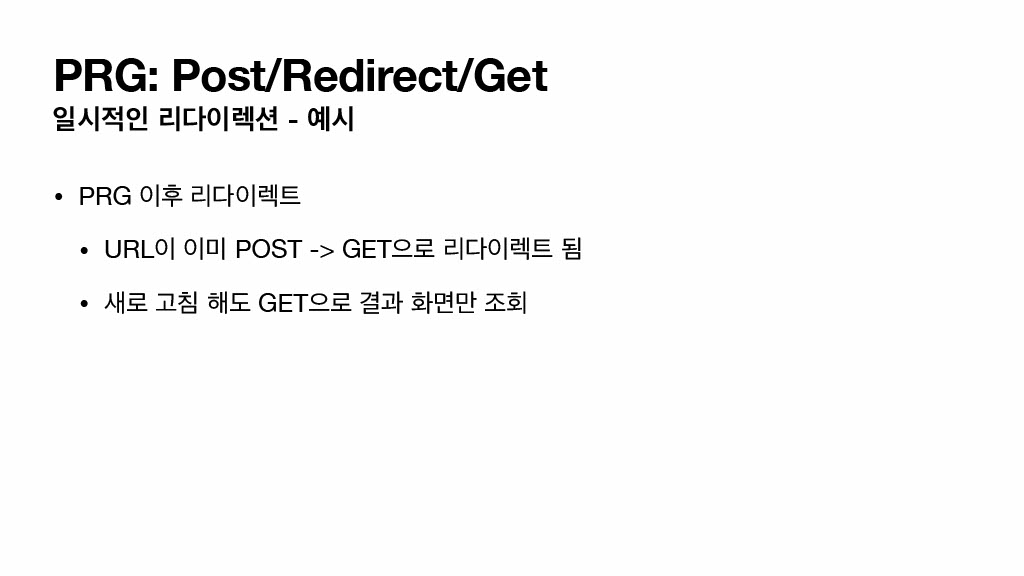 PRG: Post/Redirect/Get
일시적인 리다이렉션 - 예시
• PRG 이후 리다이렉트
• URL이 이미 POST -> GET으로 리다이렉트 됨
• 새로 고침 해도 GET으로 결과 화면만 조회